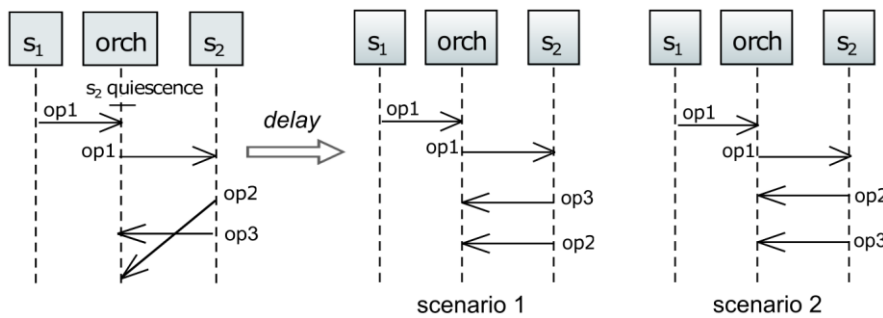 s1 orch s2 s1 orch s2 s1 orch s2
s2 quiescence
op1 op1 op1
delay
op1 op1 op1
op2 op3 op2
op3 op2 op3
scenario 1 scenario 2